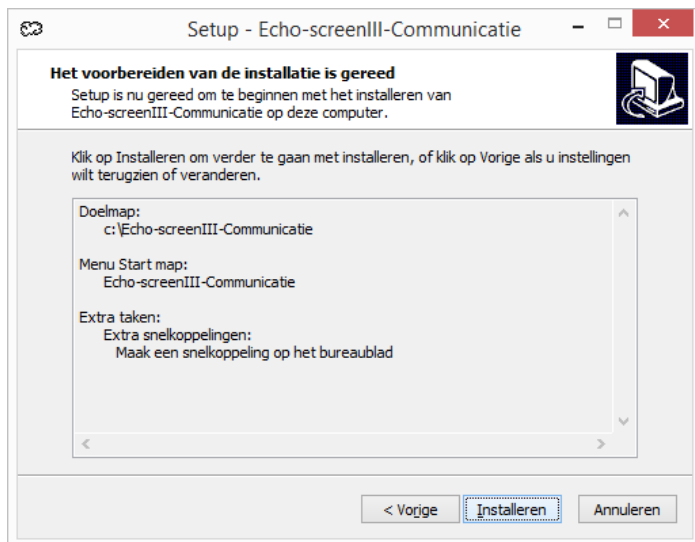 Setup - Echo-screenIII-Communicatie
Het voorbereiden van de installatie is gereed
Setup is nu gereed om te beginnen met het installeren van
Echo-screenIII-Communicatie op deze computer.
Klik op Installeren om verder te gaan met installeren, of klik op Vorige als u instellingen
wilt terugzien of veranderen.
Doelmap:
c:\Echo-screenIII-Communicatie
Menu Start map:
Echo-screenIII-Communicatie
Extra taken:
Extra snelkoppelingen:
Maak een snelkoppeling op het bureaublad
< Vorige
Installeren
Annuleren